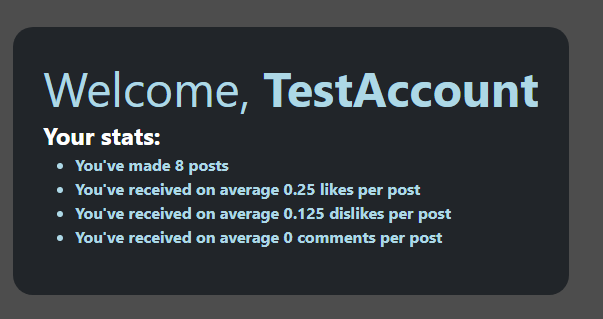 Welcome, TestAccount
Your stats:
You've made 8 posts
You've received on average 0.25 likes per post
You've received on average 0.125 dislikes per post
You've received on average 0 comments per post